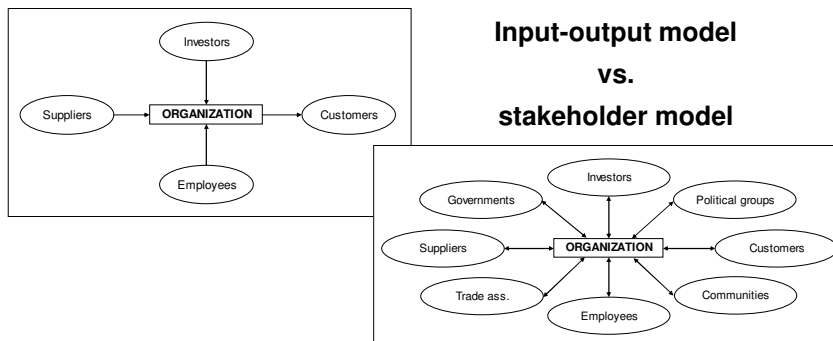 Input-output model
vs.
stakeholder model
Investors
Suppliers
ORGANIZATION
Customers
Employees
Investors
Governments
Political groups
Suppliers
ORGANIZATION
Customers
Trade ass.
Communities
Employees